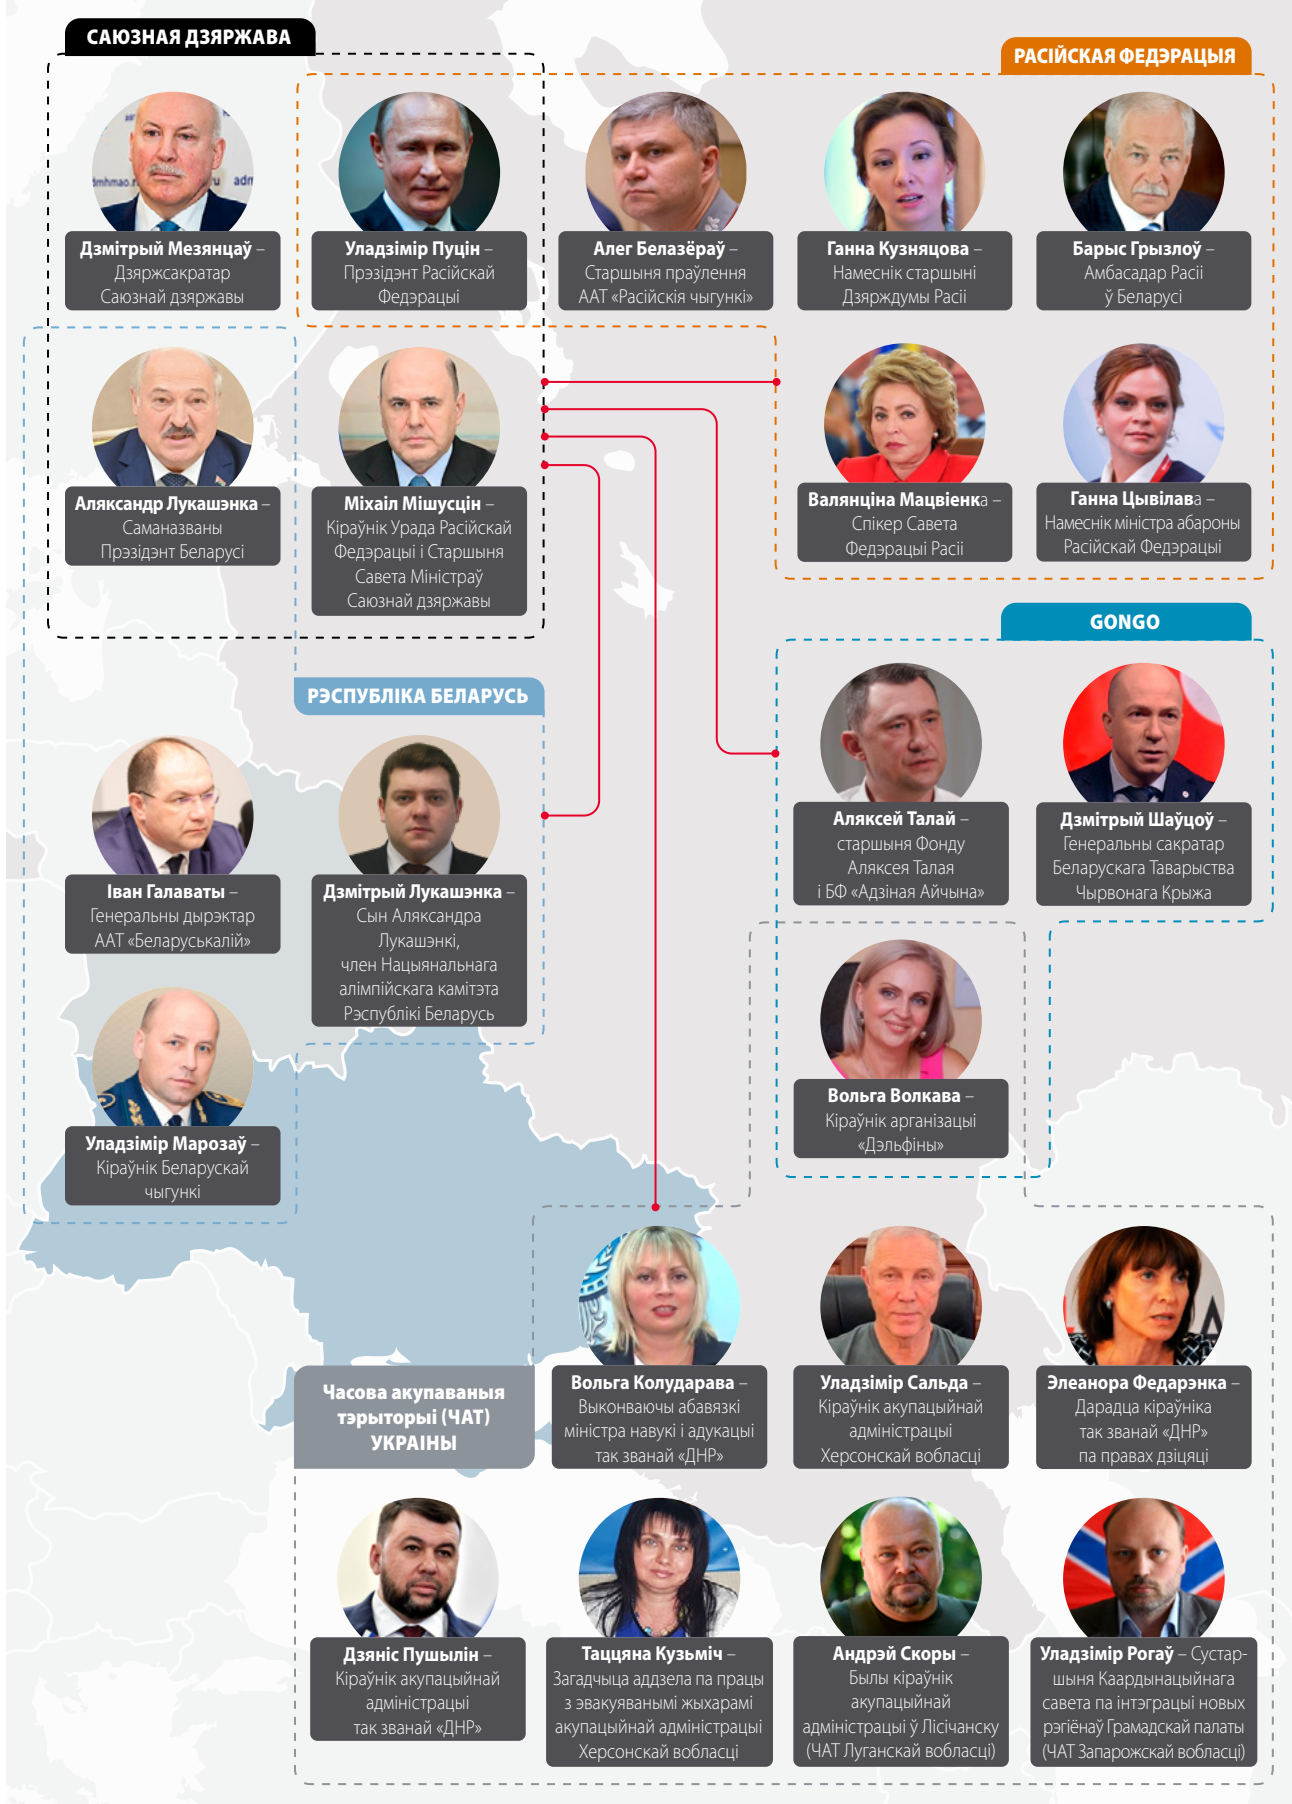 САЮЗНАЯ ДЗЯРЖАВА
РАСІЙСКАЯ ФЕДЭРАЦЫЯ
Дзмітрый Мезянцаў –
Дзяржсакратар
Саюзнай дзяржавы
Уладзімір Пуцін –
Прэзідэнт Расійскай
Федэрацыі
Алег Белазёраў –
Старшыня праўлення
ААТ «Расійскія чыгункі»
Ганна Кузняцова –
Намеснік старшыні
Дзярждумы Расіі
Барыс Грызлоў –
Амбасадар Расіі
ў Беларусі
Аляксандр Лукашэнка –
Саманазваны
Прэзідэнт Беларусі
Міхаіл Мішусцін –
Кіраўнік Урада Расійскай
Федэрацыі і Старшыня
Савета Міністраў
Саюзнай дзяржавы
Валянціна Мацвіенка –
Спікер Савета
Федэрацыі Расіі
Ганна Цывілава –
Намеснік міністра абароны
Расійскай Федэрацыі
GONGO
РЭСПУБЛІКА БЕЛАРУСЬ
Аляксей Талай –
старшыня Фонду
Аляксея Талая
і БФ «Адзіная Айчына»
Дзмітрый Шаўцоў –
Генеральны сакратар
Беларускага Таварыства
Чырвонага Крыжа
Іван Галаваты –
Генеральны дырэктар
ААТ «Беларуськалій»
Дзмітрый Лукашэнка –
Сын Аляксандра
Лукашэнкі,
член Нацыянальнага
алімпійскага камітэта
Рэспублікі Беларусь
Вольга Волкава –
Кіраўнік арганізацыі
«Дэльфіны»
Уладзімір Марозаў –
Кіраўнік Беларускай
чыгункі
Часова акупаваныя
тэрыторыі (ЧАТ)
УКРАІНЫ
Вольга Колударава –
Выконваючы абавязкі
міністра навукі і адукацыі
так званай «ДНР»
Уладзімір Сальда –
Кіраўнік акупацыйнай
адміністрацыі
Херсонскай вобласці
Элеанора Федарэнка –
Дарадца кіраўніка
так званай «ДНР»
па правах дзіцяці
Дзяніс Пушылін –
Кіраўнік акупацыйнай
адміністрацыі
так званай «ДНР»
Таццяна Кузьміч –
Загадчыца аддзела па працы
з эвакуяванымі жыхарамі
акупацыйнай адміністрацыі
Херсонскай вобласці
Андрэй Скоры –
Былы кіраўнік
акупацыйнай
адміністрацыі ў Лісічанску
(ЧАТ Луганскай вобласці)
Уладзімір Рогаў – Сустар-
шыня Каардынацыйнага
савета па інтэграцыі новых
рэгіёнаў Грамадскай палаты
(ЧАТ Запарожскай вобласці)